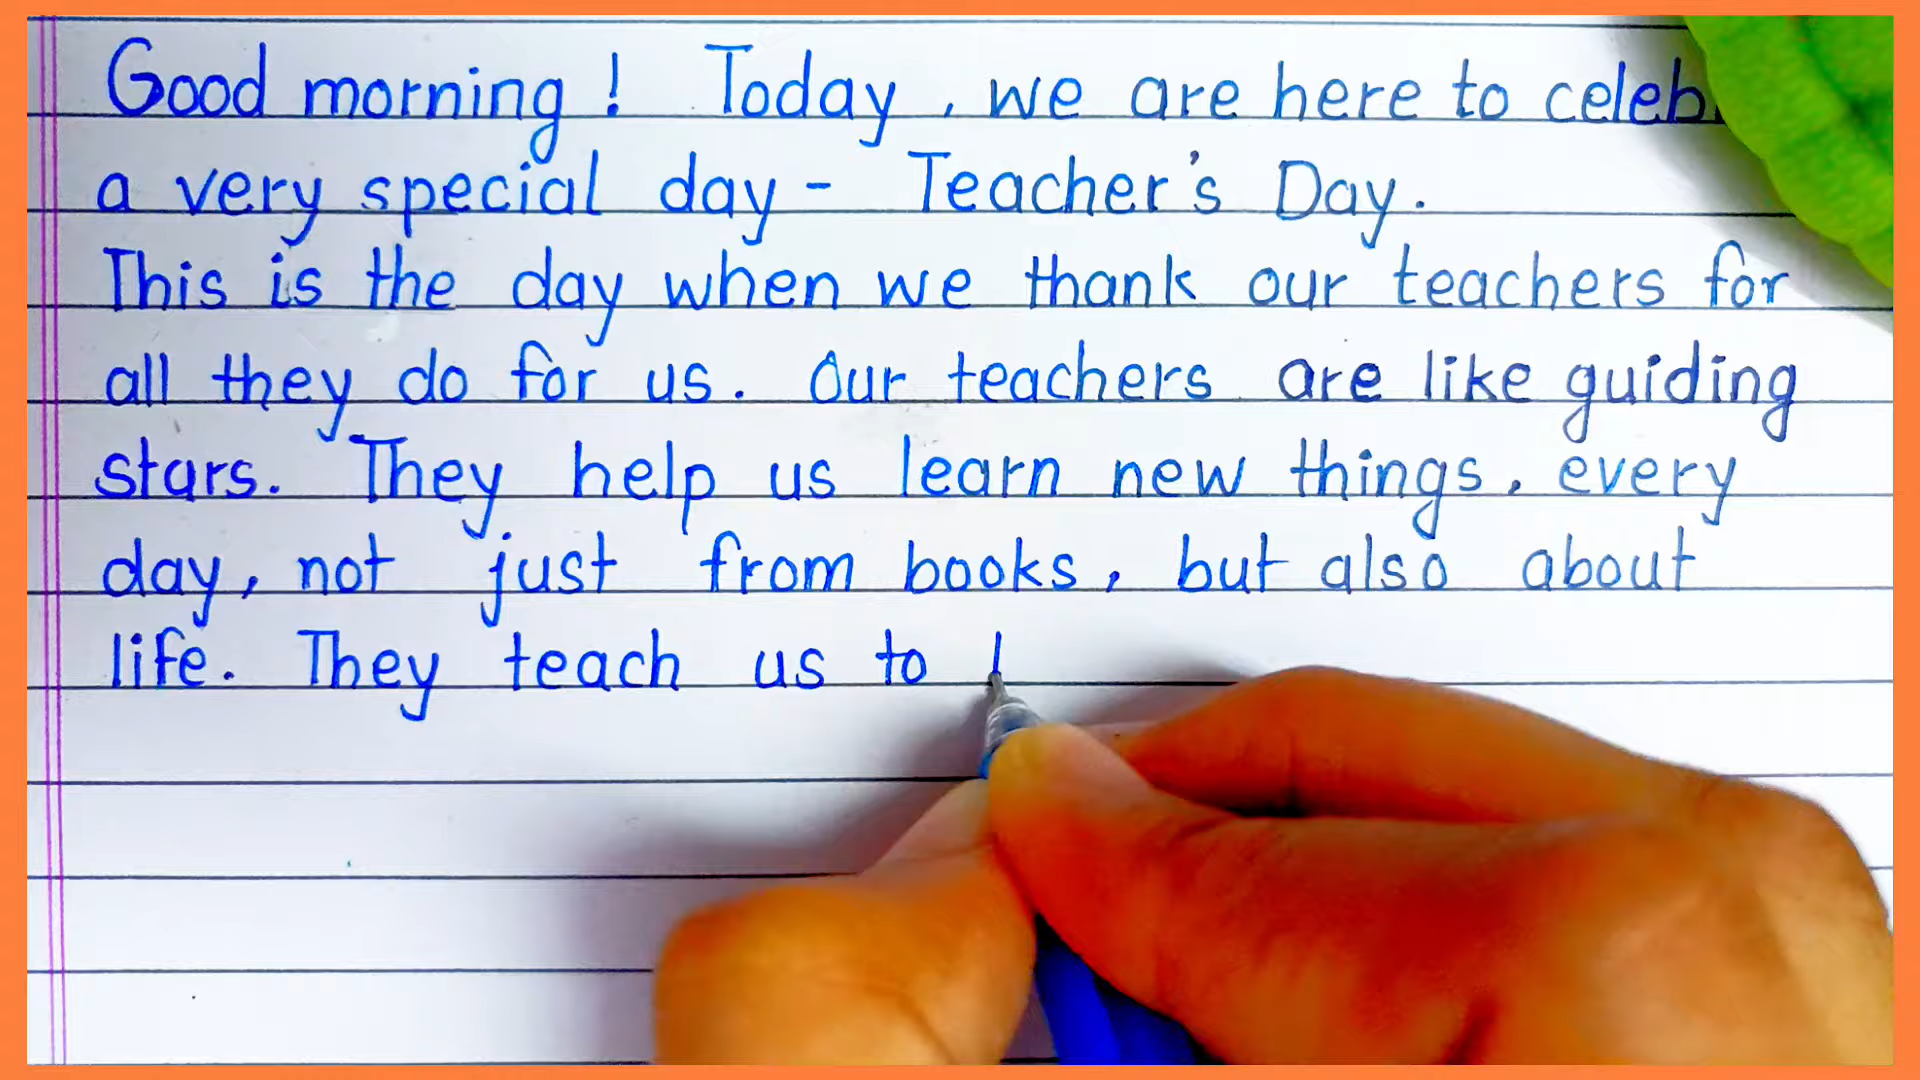 Good morning! Today, we are here to
a very special day - Teacher's Day.
This is the day when we thank our teachers for
all they do for us. Our teachers are like guiding
stars. They help us learn new things, every
day, not just from books, but also about
life. They teach us to